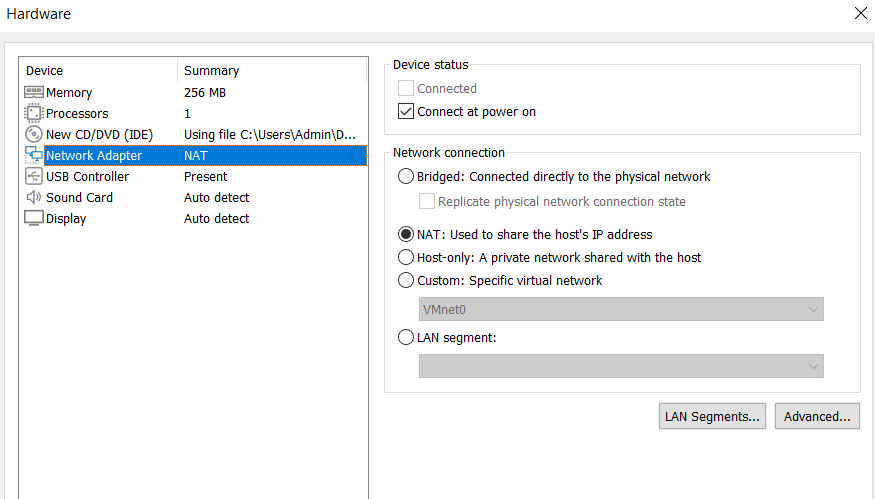 Hardware
Device Summary
Memory 256 MB
Processors 1
New CD/DVD (IDE) Using file C:\Users\Admin\D...
Network Adapter NAT
USB Controller Present
Sound Card Auto detect
Display Auto detect
Device status
Connected
Connect at power on
Network connection
Bridged: Connected directly to the physical network
Replicate physical network connection state
NAT: Used to share the host's IP address
Host-only: A private network shared with the host
Custom: Specific virtual network
VMnet0
LAN segment:
LAN Segments... Advanced...